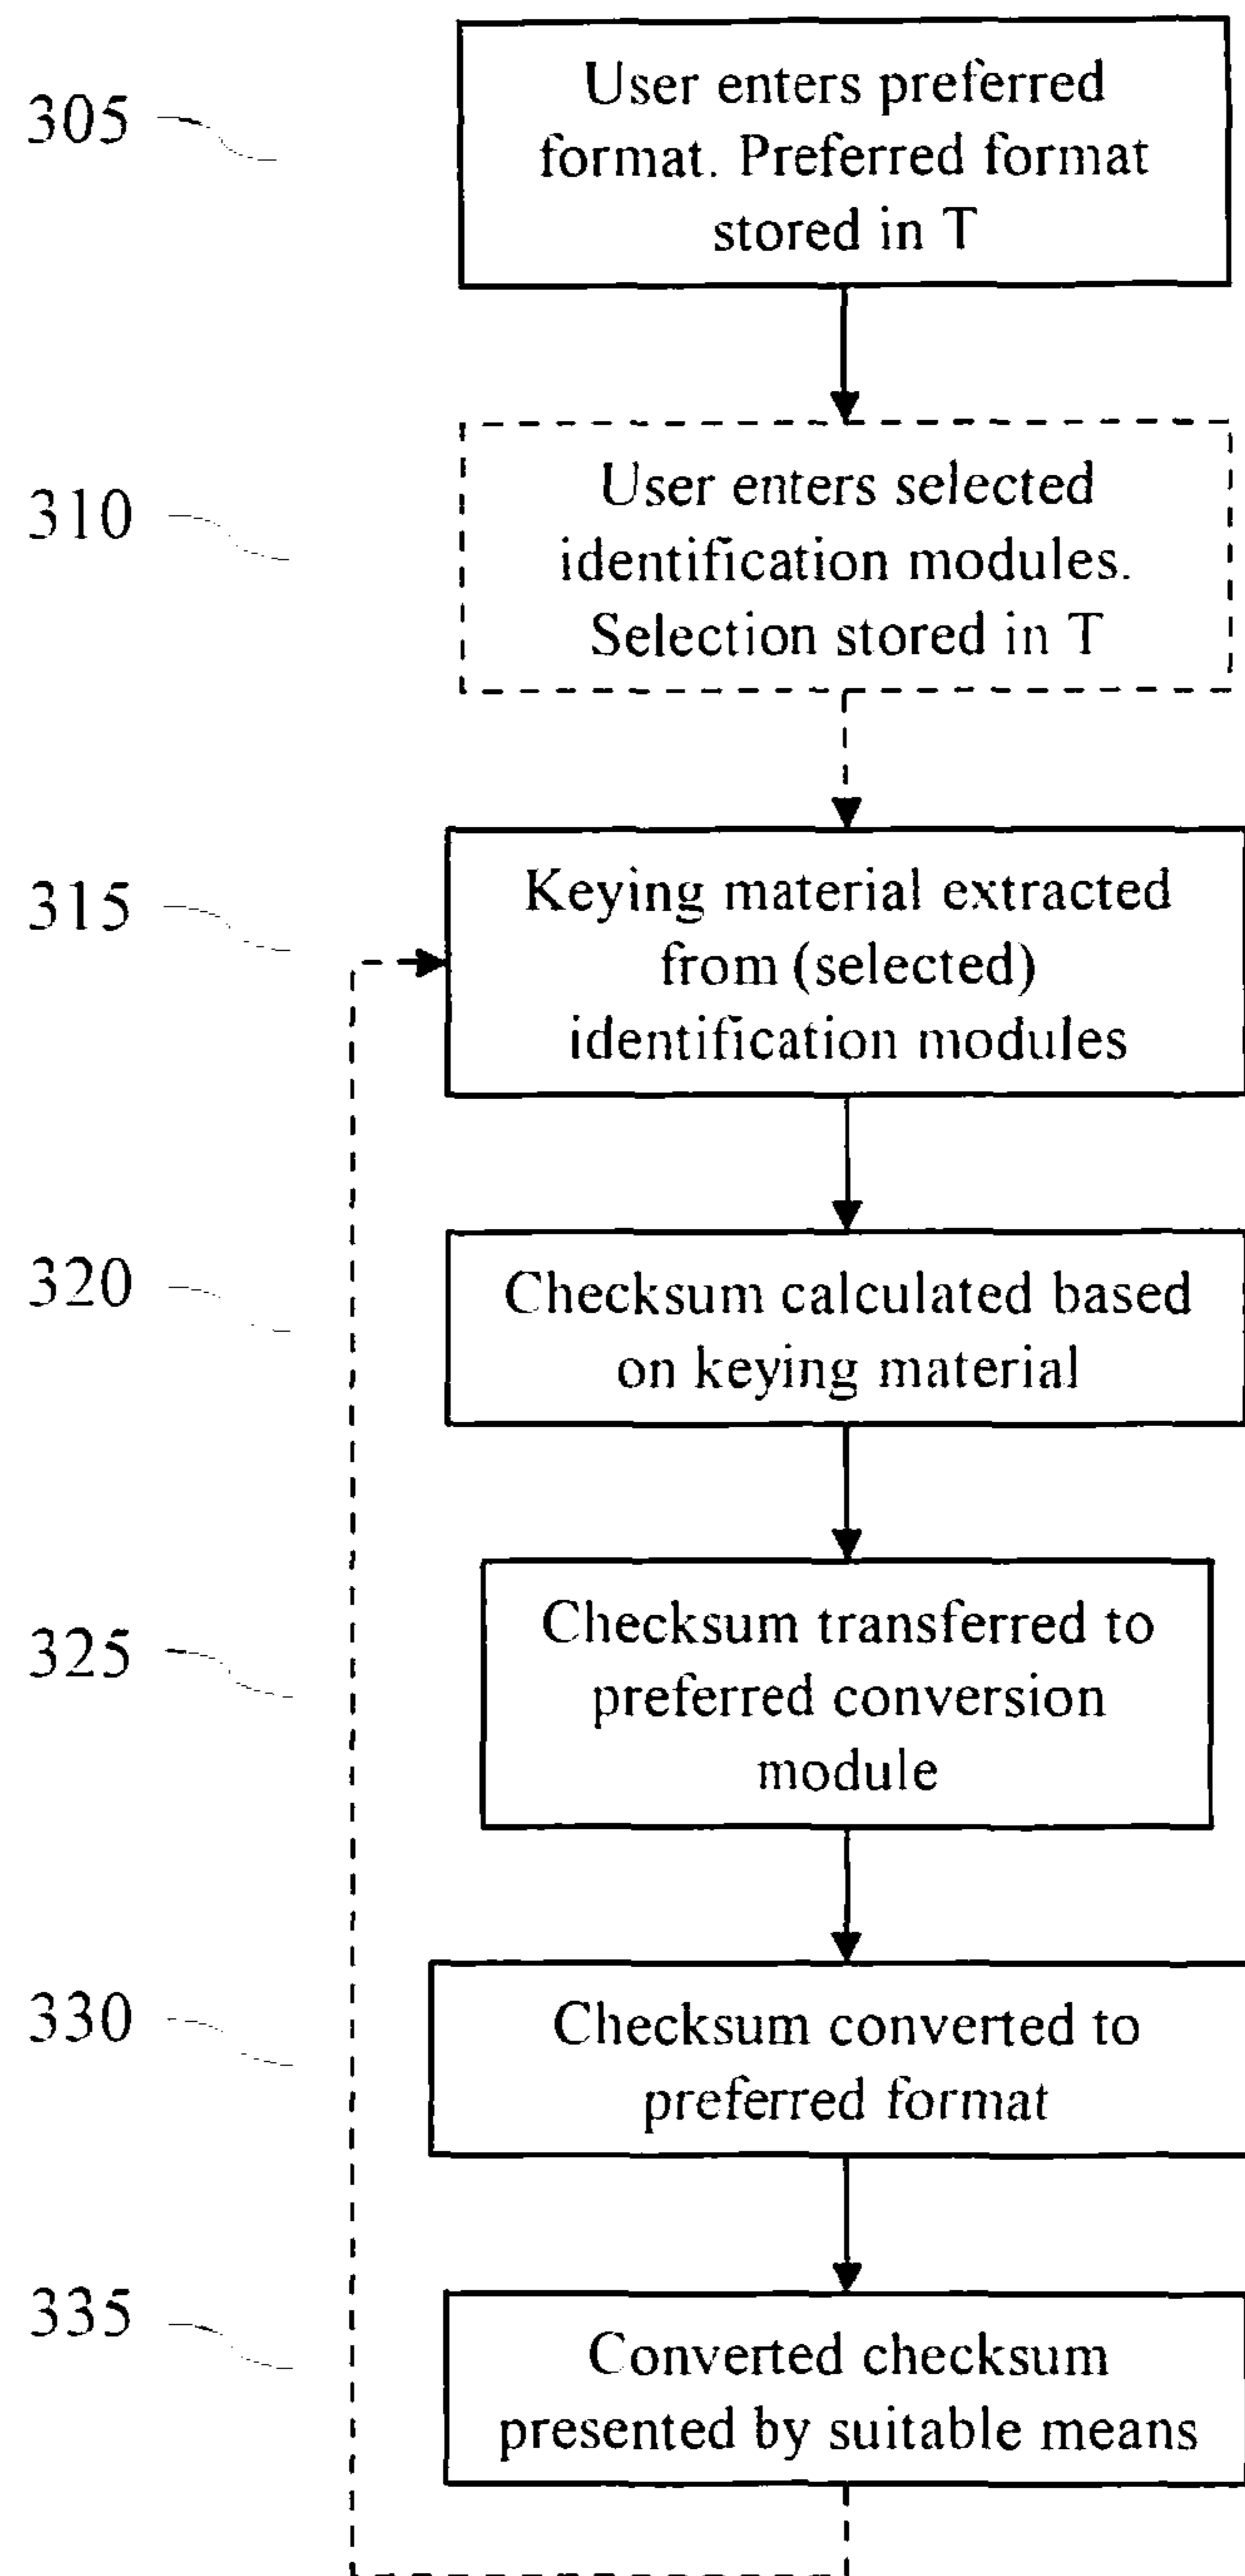 305
User enters preferred
format. Preferred format
stored in T
310
User enters selected
identification modules.
Selection stored in T
315
Keying material extracted
from (selected)
identification modules
320
Checksum calculated based
on keying material
325
Checksum transferred to
preferred conversion
module
330
Checksum converted to
preferred format
335
Converted checksum
presented by suitable means